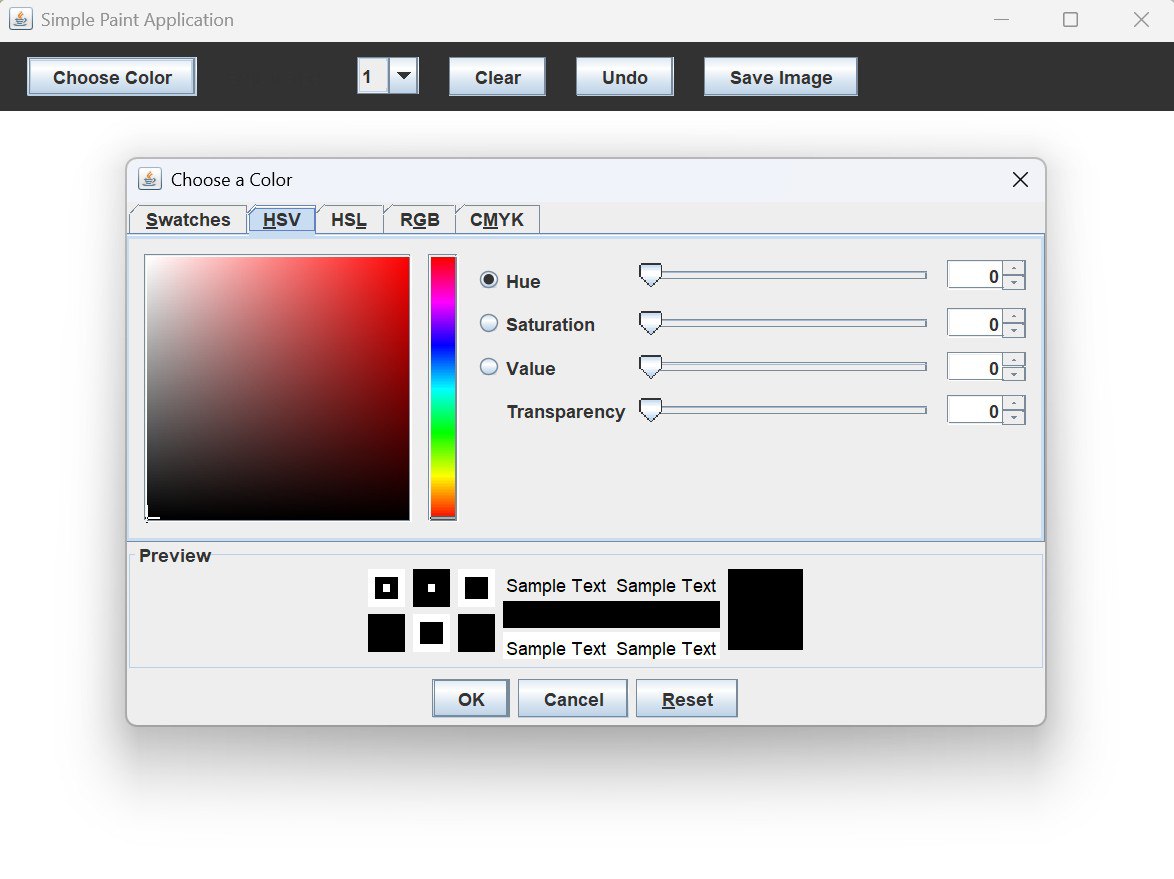 Simple Paint Application
Choose Color 1 Clear Undo Save Image
Choose a Color
Swatches HSV HSL RGB CMYK
Hue 0
Saturation 0
Value 0
Transparency 0
Preview
Sample Text Sample Text
Sample Text Sample Text
OK Cancel Reset